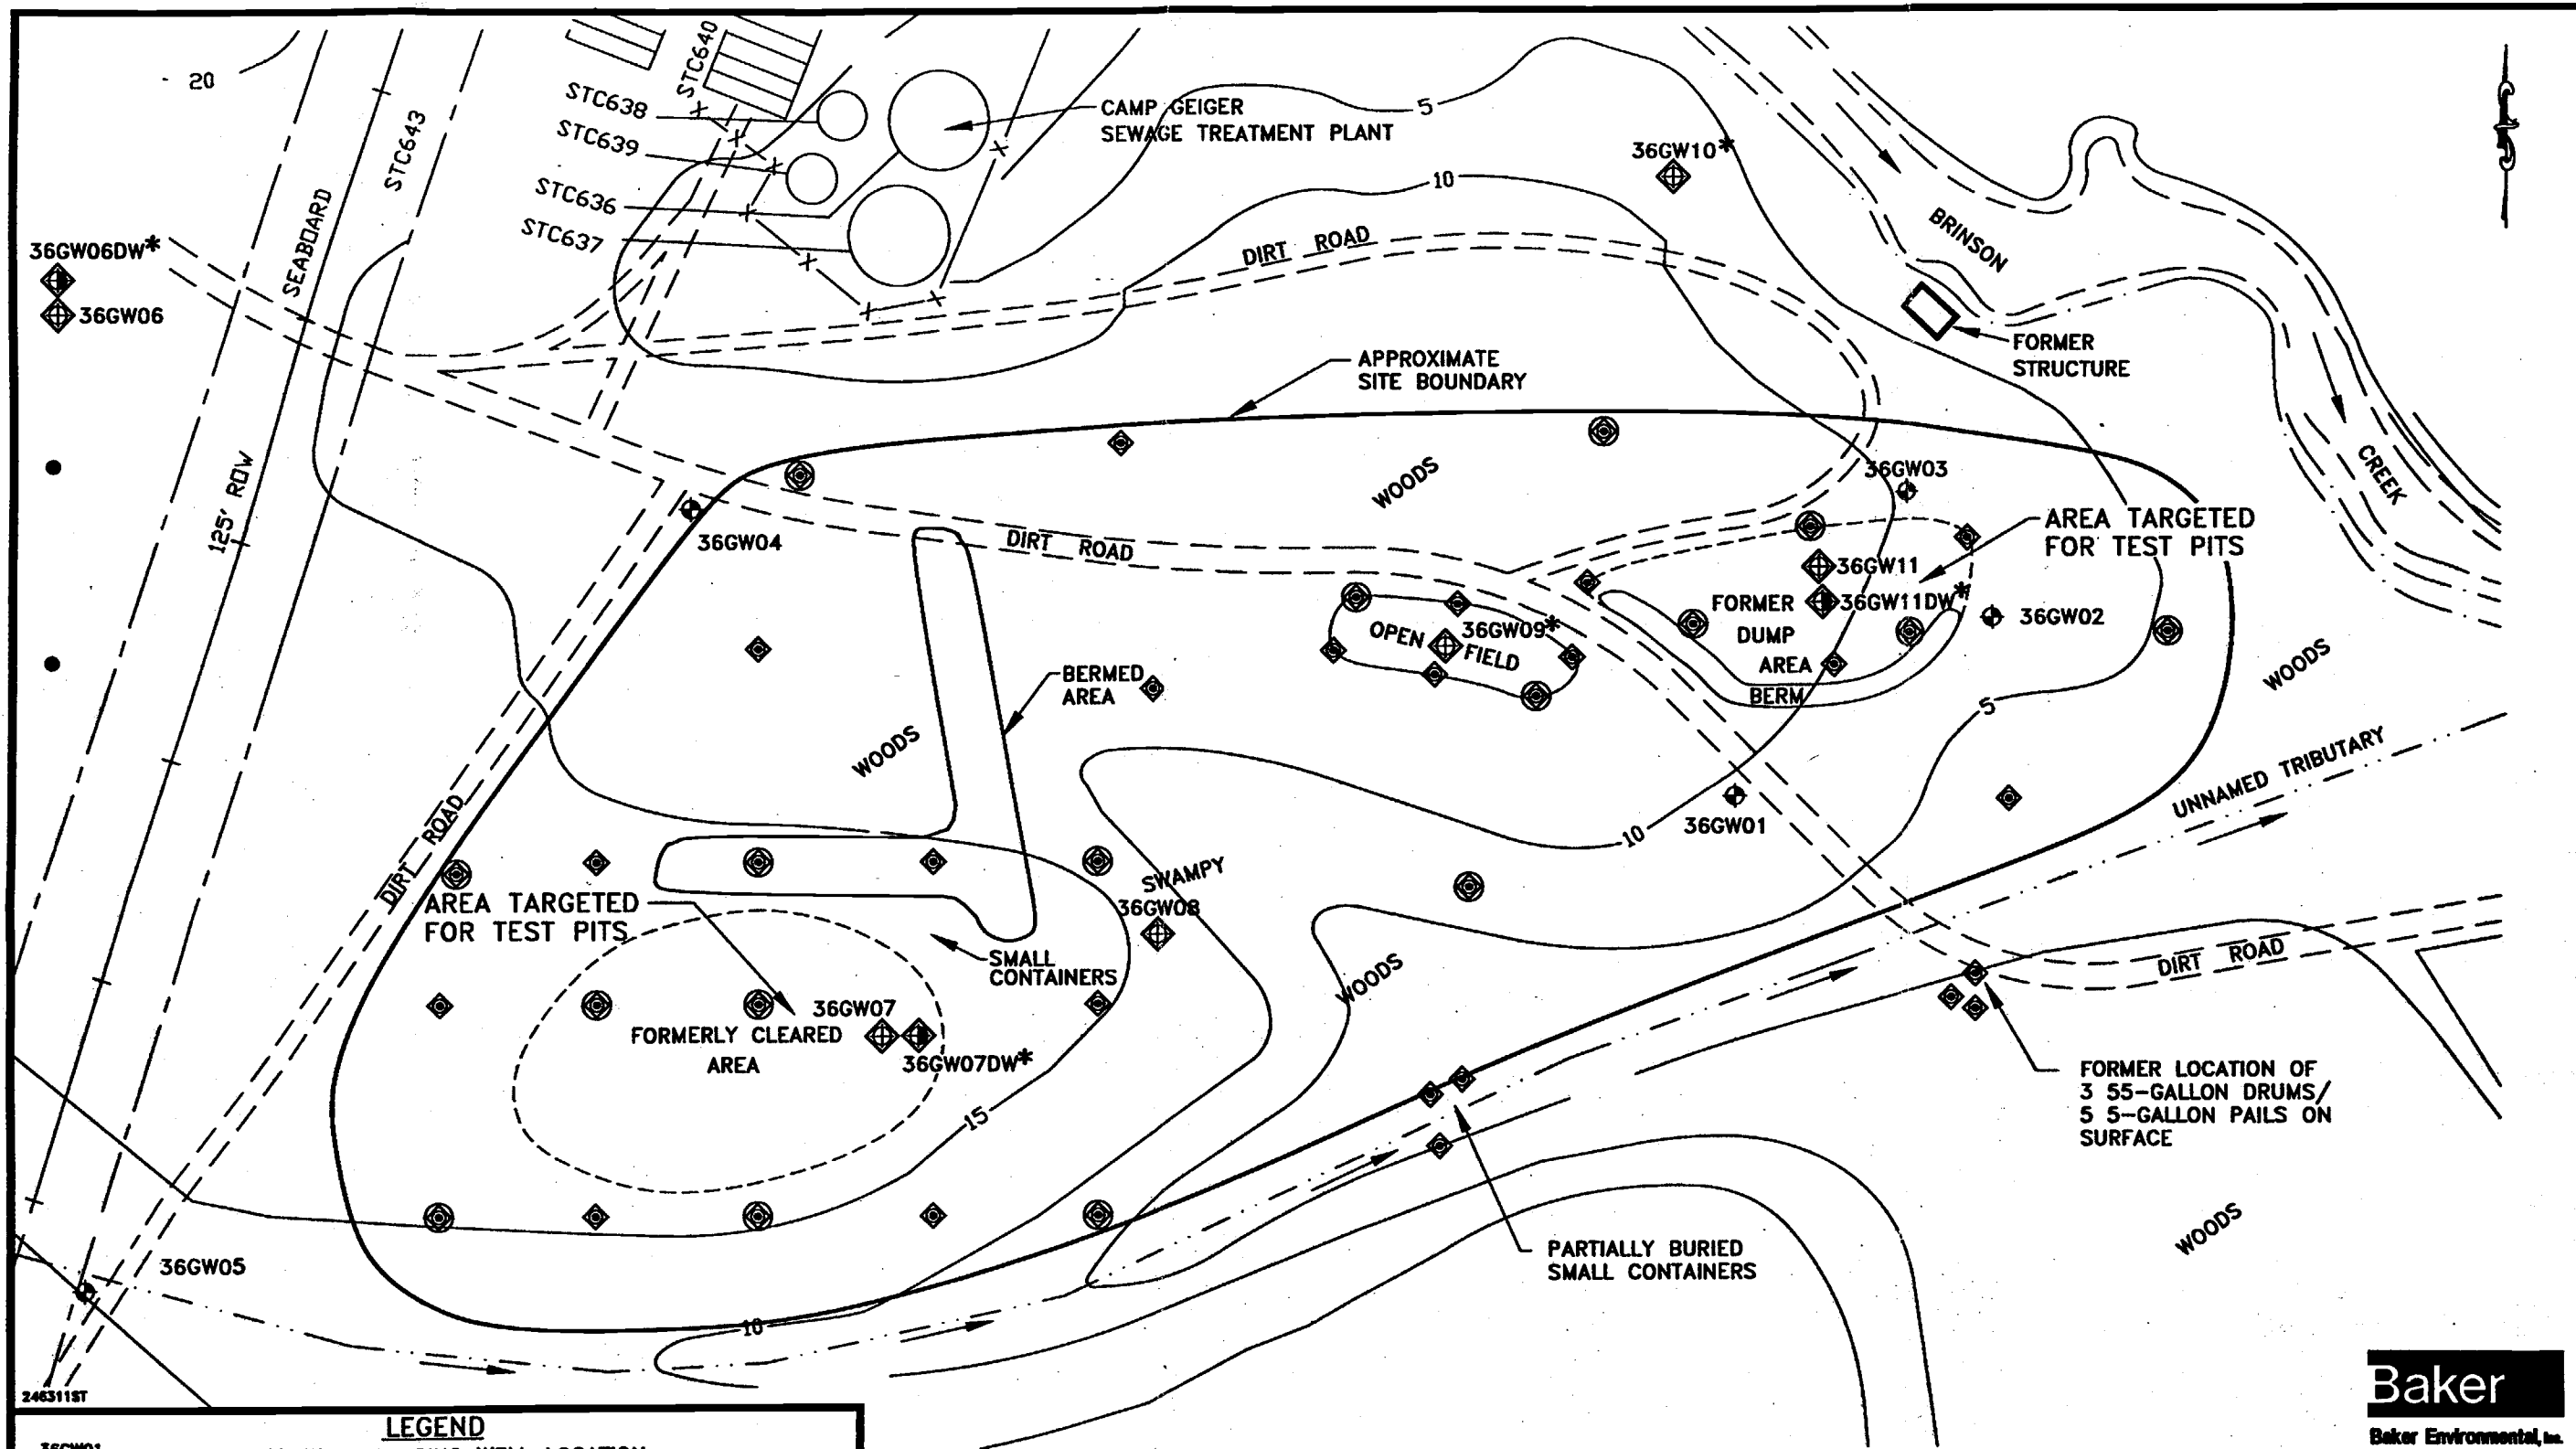 20
SEABOARD
STC643
125' ROW
STC640
STC638
STC639
STC636
STC637
CAMP GEIGER
SEWAGE TREATMENT PLANT
5
10
36GW10*
BRINSON
CREEK
FORMER
STRUCTURE
36GW06DW*
36GW06
DIRT ROAD
APPROXIMATE
SITE BOUNDARY
WOODS
36GW03
AREA TARGETED
FOR TEST PITS
36GW04
DIRT ROAD
36GW11
36GW11DW*
FORMER
DUMP
AREA
BERM
36GW02
36GW09*
OPEN FIELD
BERMED
AREA
WOODS
WOODS
5
UNNAMED TRIBUTARY
36GW01
10
DIRT ROAD
AREA TARGETED
FOR TEST PITS
SWAMPY
36GW08
SMALL
CONTAINERS
WOODS
DIRT ROAD
36GW07
FORMERLY CLEARED
AREA
36GW07DW*
15
FORMER LOCATION OF
3 55-GALLON DRUMS/
5 5-GALLON PAILS ON
SURFACE
PARTIALLY BURIED
SMALL CONTAINERS
WOODS
36GW05
10
246311ST
LEGEND
36GW01
WELL LOCATION
Baker
Baker Environmental, Inc.